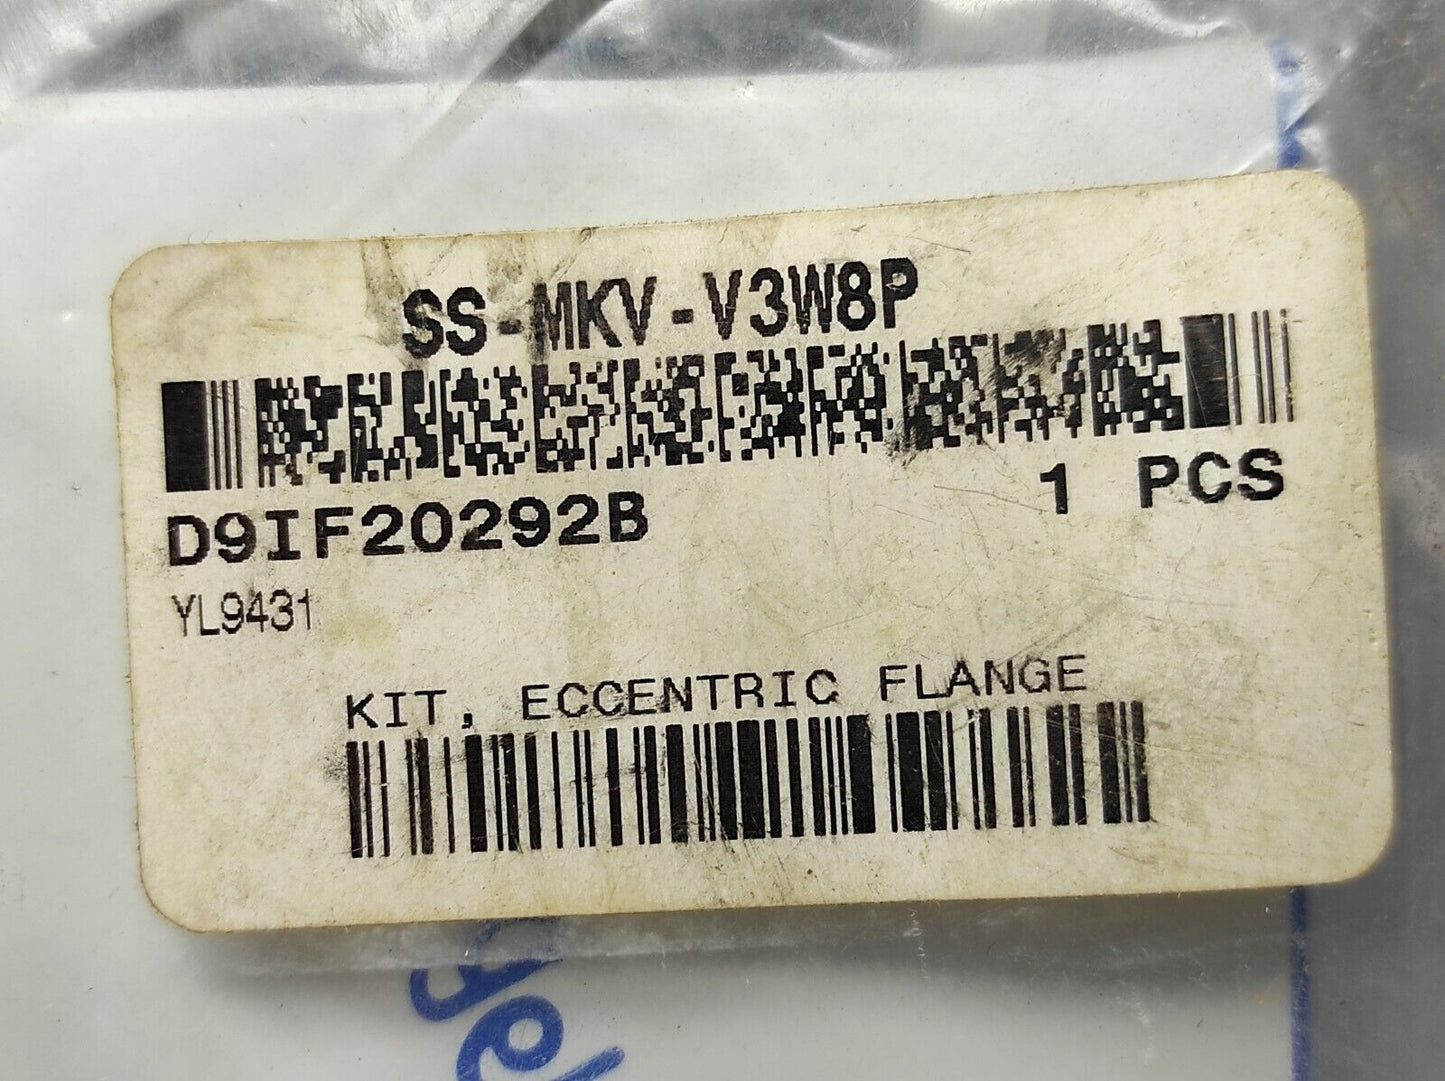 SS-MKV-V3W8P
D9IF20292B 1 PCS
YL9431
KIT, ECCENTRIC FLANGE